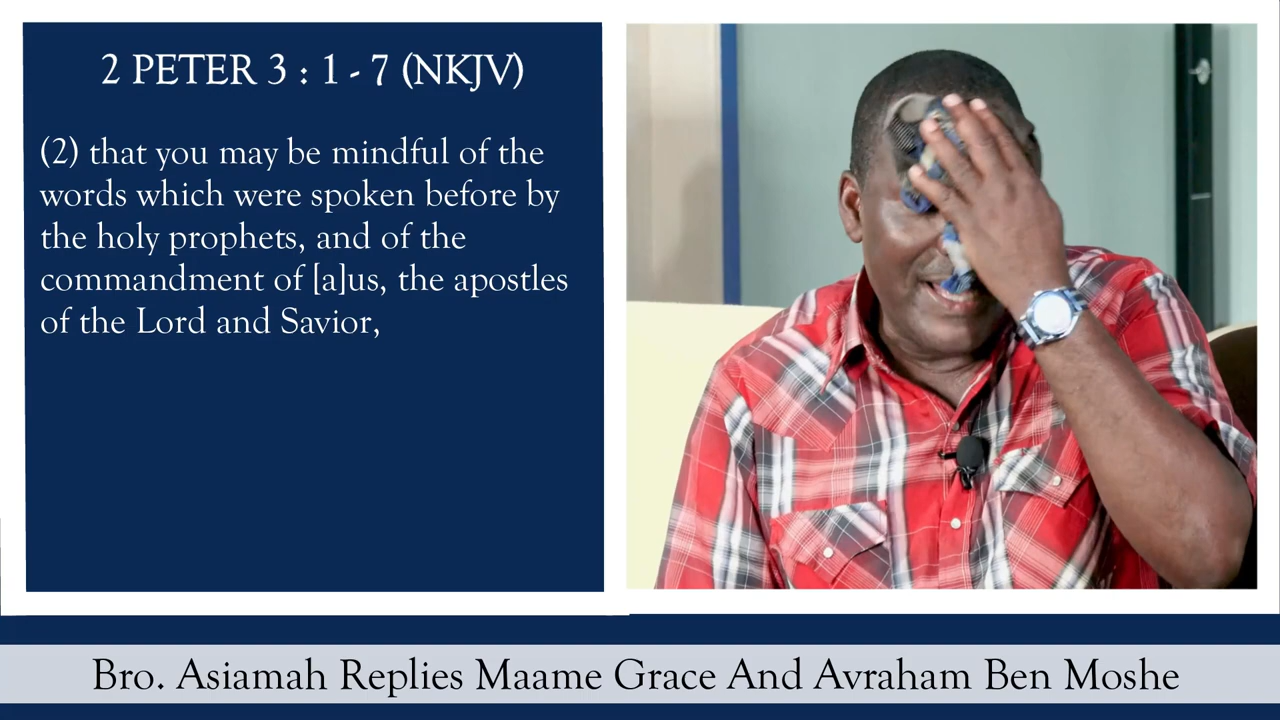 2 PETER 3 : 1 - 7 (NKJV)
(2) that you may be mindful of the
words which were spoken before by
the holy prophets, and of the
commandment of [a]us, the apostles
of the Lord and Savior,
Bro. Asiamah Replies Maame Grace And Avraham Ben Moshe